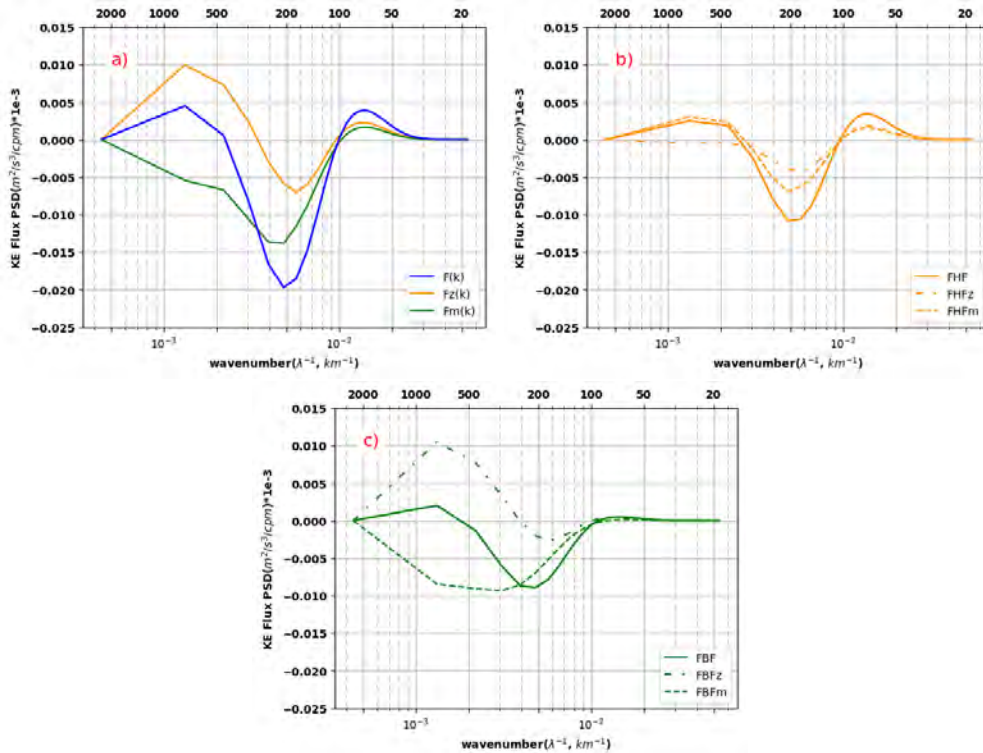 2000 1000 500 200 100 50 20
2000 1000 500 200 100 50 20
a)
b)
0.015
0.010
0.005
0.000
−0.005
−0.010
−0.015
−0.020
−0.025
KE Flux PSD(m²/s³/cpm)*1e-3
F(k)
Fz(k)
Fm(k)
10⁻³ 10⁻²
wavenumber(λ⁻¹, km⁻¹)
0.015
0.010
0.005
0.000
−0.005
−0.010
−0.015
−0.020
−0.025
KE Flux PSD(m²/s³/cpm)*1e-3
FHF
FHFz
FHFm
10⁻³ 10⁻²
wavenumber(λ⁻¹, km⁻¹)
2000 1000 500 200 100 50 20
c)
0.015
0.010
0.005
0.000
−0.005
−0.010
−0.015
−0.020
−0.025
KE Flux PSD(m²/s³/cpm)*1e-3
FBF
FBFz
FBFm
10⁻³ 10⁻²
wavenumber(λ⁻¹, km⁻¹)